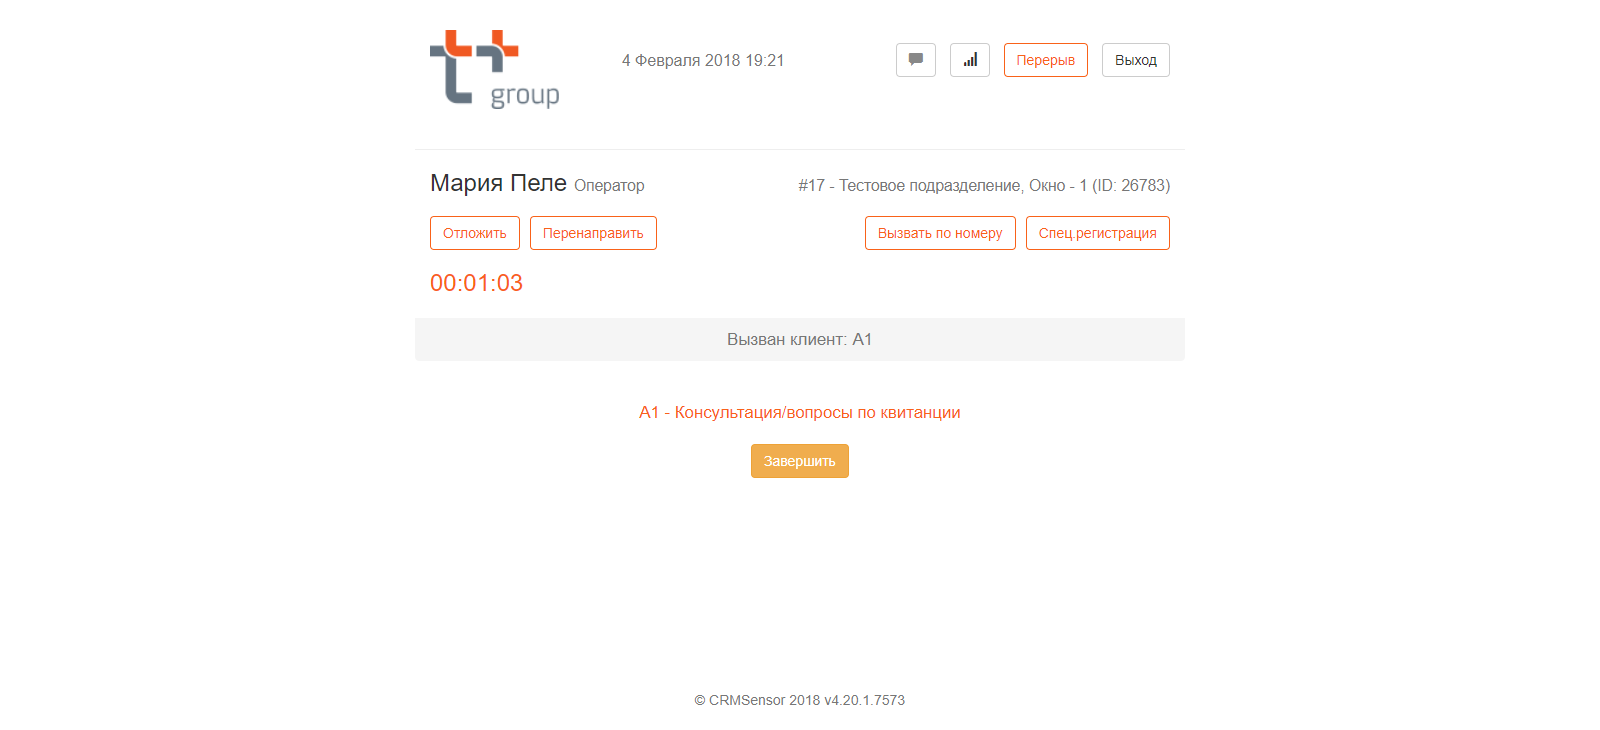 group
4 Февраля 2018 19:21
Перерыв
Выход
Мария Пеле Оператор
#17 - Тестовое подразделение, Окно - 1 (ID: 26783)
Отложить
Перенаправить
Вызвать по номеру
Спец.регистрация
00:01:03
Вызван клиент: А1
А1 - Консультация/вопросы по квитанции
Завершить
© CRMSensor 2018 v4.20.1.7573